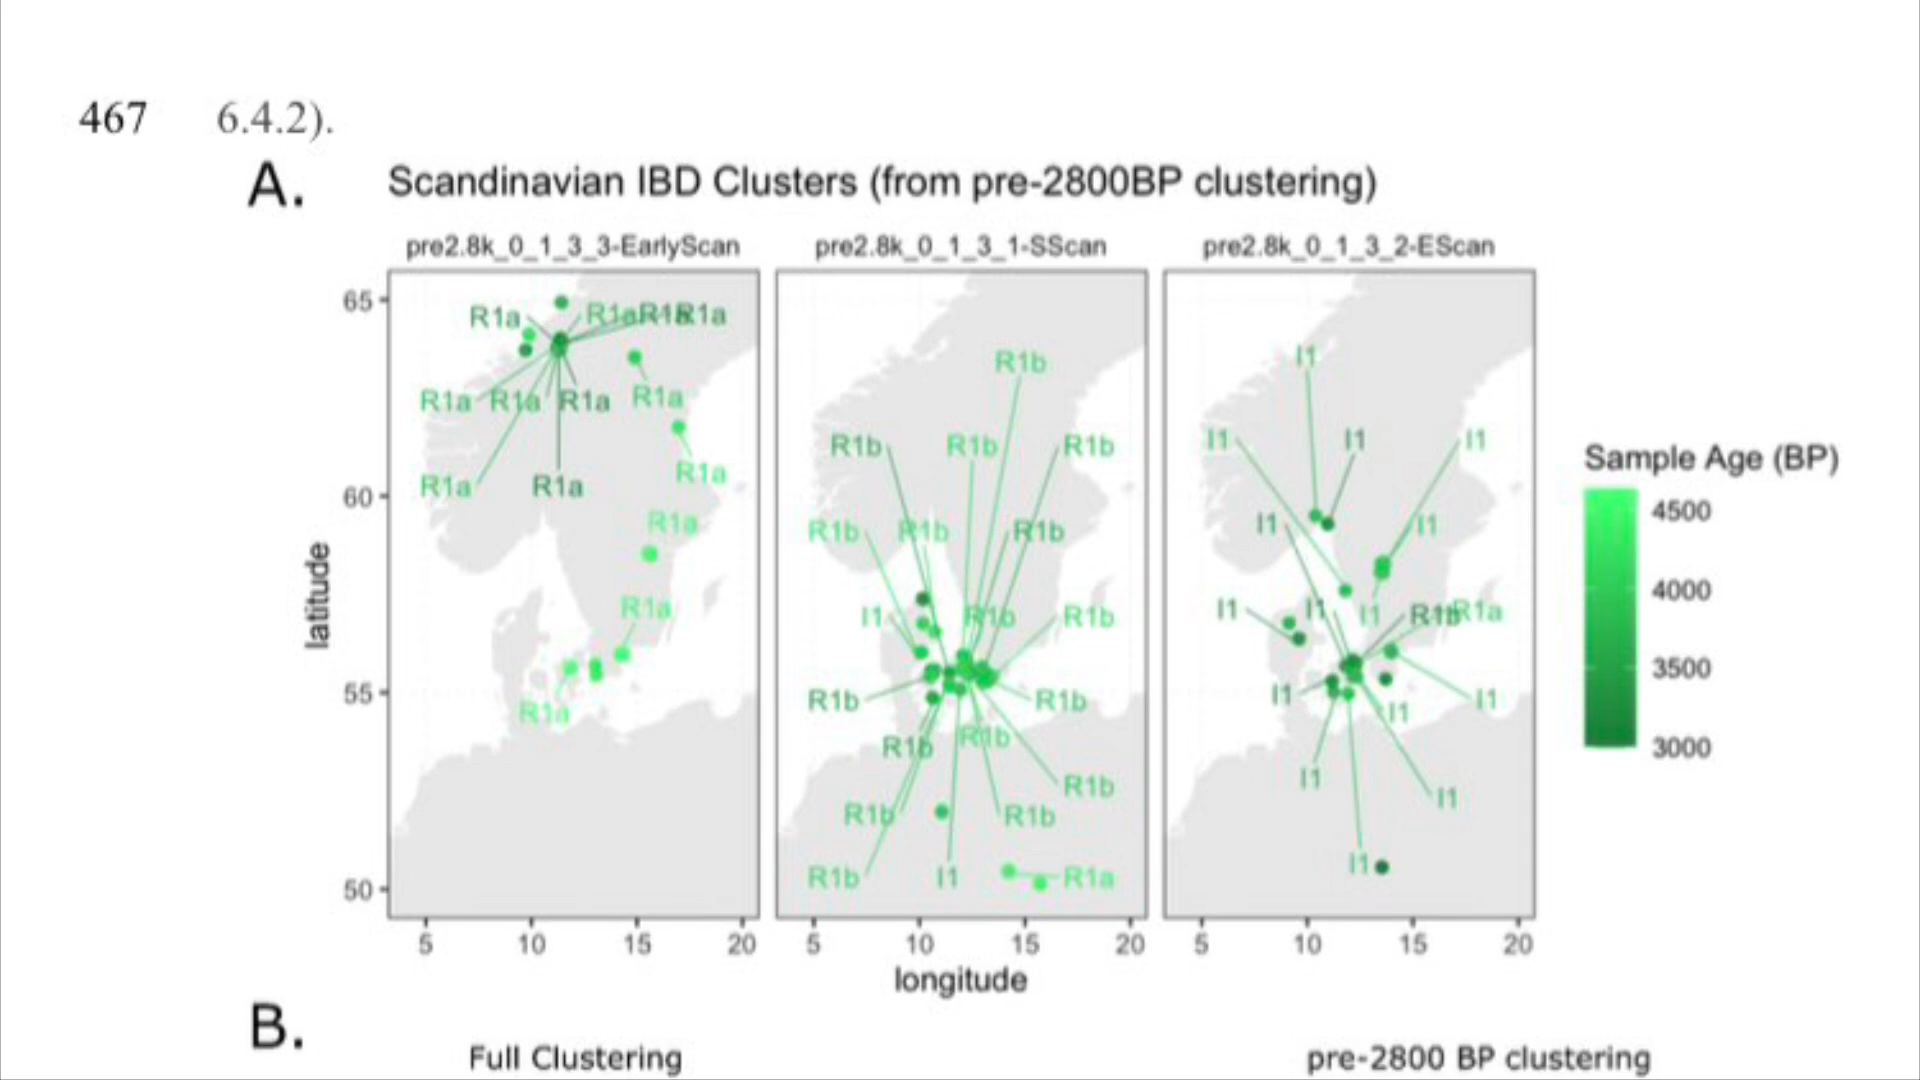 467 6.4.2).
A. Scandinavian IBD Clusters (from pre-2800BP clustering)
pre2.8k_0_1_3_3-EarlyScan pre2.8k_0_1_3_1-SScan pre2.8k_0_1_3_2-EScan
65
60
55
50
latitude
R1a R1a R1a R1a
R1a R1a R1a R1a
R1a R1a R1a
R1a
R1a
R1a
R1b
R1b R1b R1b
R1b R1b R1b
I1 R1b R1b
R1b R1b
R1b R1b
R1b
R1b R1b
R1b I1 R1a
I1
I1 I1 I1
I1 I1
I1 I1 I1 R1b R1a
I1 I1 I1
I1 I1
I1
5 10 15 20 5 10 15 20 5 10 15 20
longitude
Sample Age (BP)
4500
4000
3500
3000
B.
Full Clustering pre-2800 BP clustering